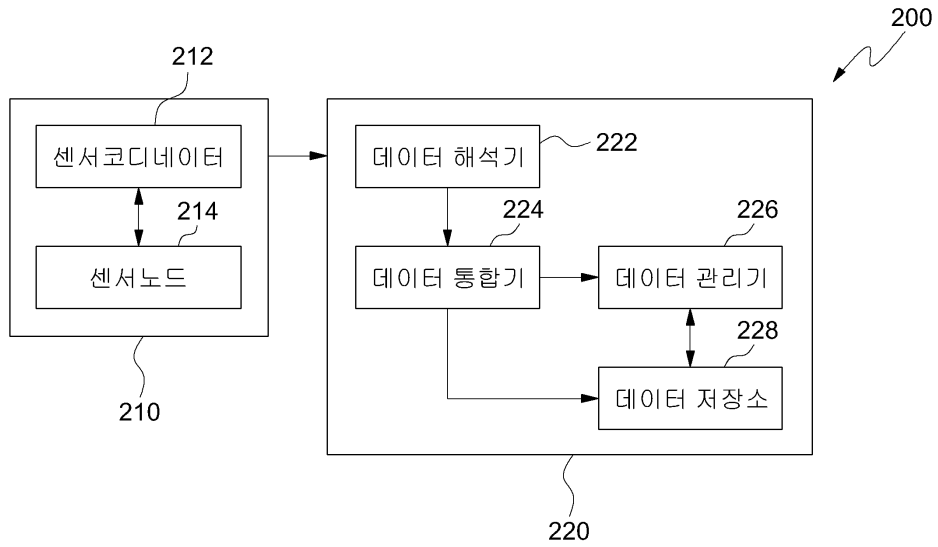 200
212
센서코디네이터
데이터 해석기
222
214
센서노드
224
데이터 통합기
226
데이터 관리기
228
데이터 저장소
210
220